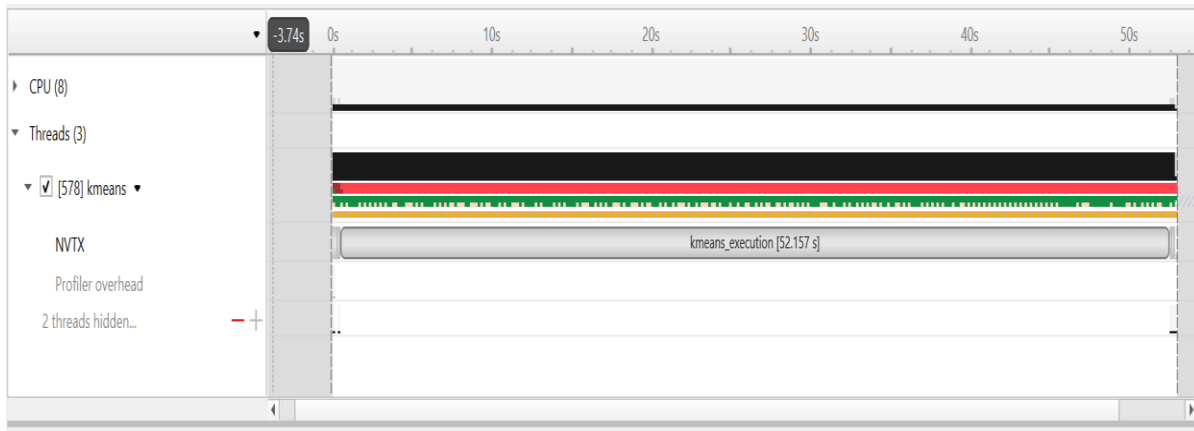 -3.74s 0s 10s 20s 30s 40s 50s
CPU (8)
Threads (3)
[578] kmeans
NVTX
kmeans_execution [52.157 s]
Profiler overhead
2 threads hidden...